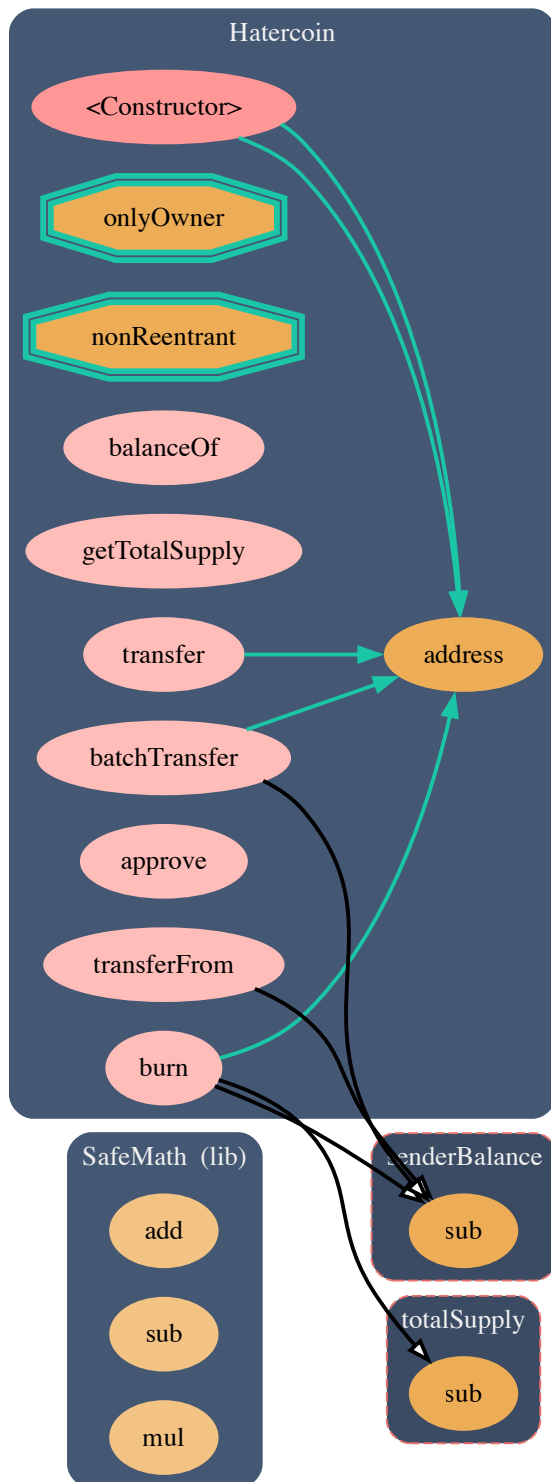 Hatercoin
<Constructor>
onlyOwner
nonReentrant
balanceOf
getTotalSupply
transfer
address
batchTransfer
approve
transferFrom
burn
SafeMath (lib)
add
sub
mul
senderBalance
sub
totalSupply
sub